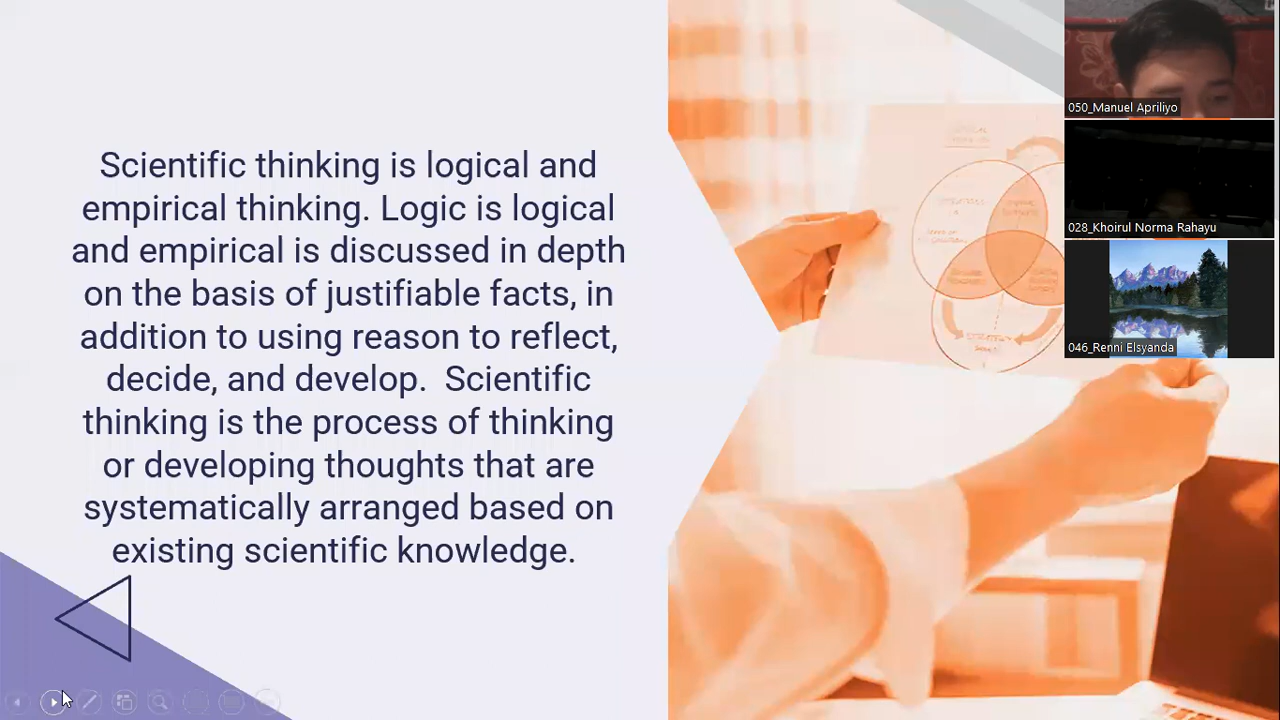 Scientific thinking is logical and
empirical thinking. Logic is logical
and empirical is discussed in depth
on the basis of justifiable facts, in
addition to using reason to reflect,
decide, and develop.  Scientific
thinking is the process of thinking
or developing thoughts that are
systematically arranged based on
existing scientific knowledge.
050_Manuel Apriliyo
028_Khoirul Norma Rahayu
046_Renni Elsyanda